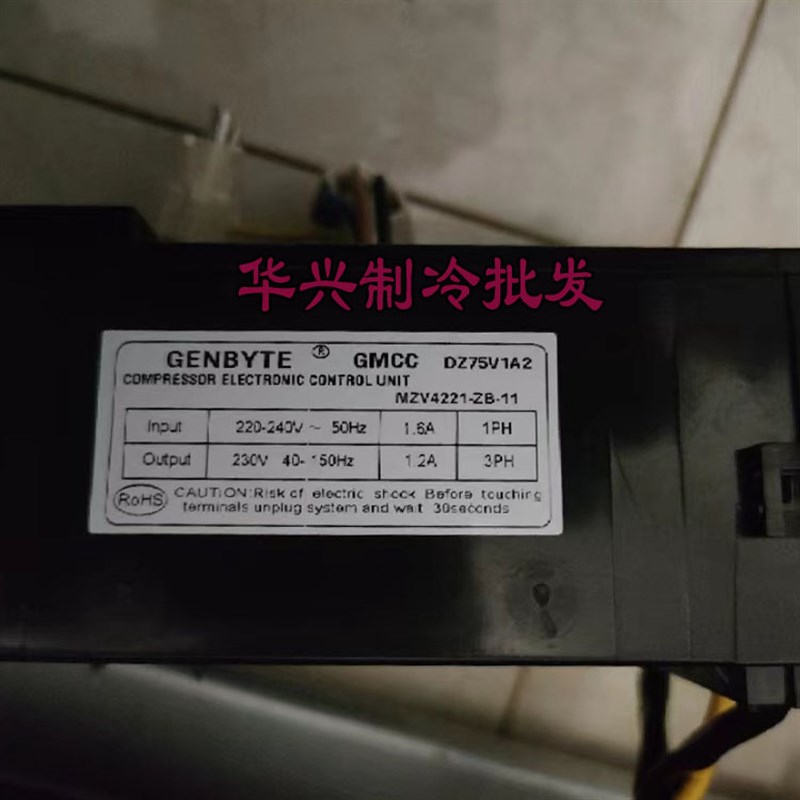 华兴制冷批发
GENBYTE ® GMCC DZ75V1A2
COMPRESSOR ELECTRONIC CONTROL UNIT
MZV4221-ZB-11
Input 220-240V ~ 50Hz 1.6A 1PH
Output 230V 40-150Hz 1.2A 3PH
RoHS CAUTION:Risk of electric shock Before touching
terminals unplug system and wait 30seconds